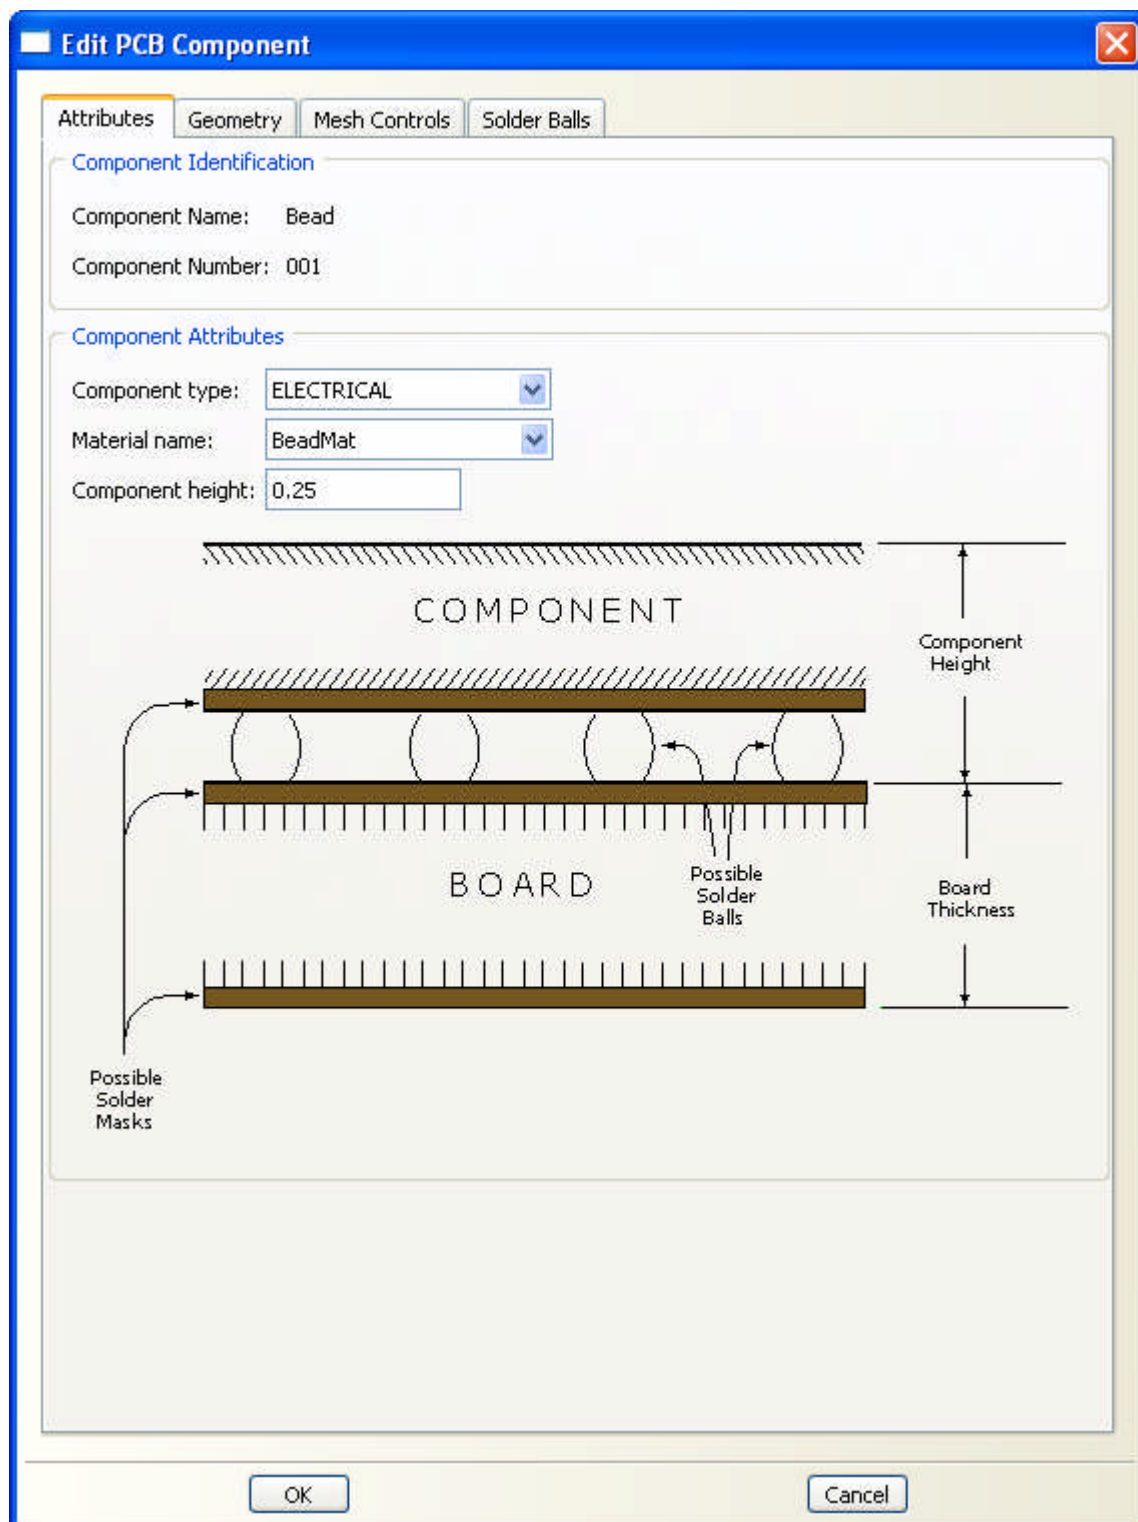 Edit PCB Component
Attributes
Geometry
Mesh Controls
Solder Balls
Component Identification
Component Name: Bead
Component Number: 001
Component Attributes
Component type: ELECTRICAL
Material name: BeadMat
Component height: 0.25
COMPONENT
Component
Height
BOARD
Possible
Solder
Balls
Board
Thickness
Possible
Solder
Masks
OK
Cancel